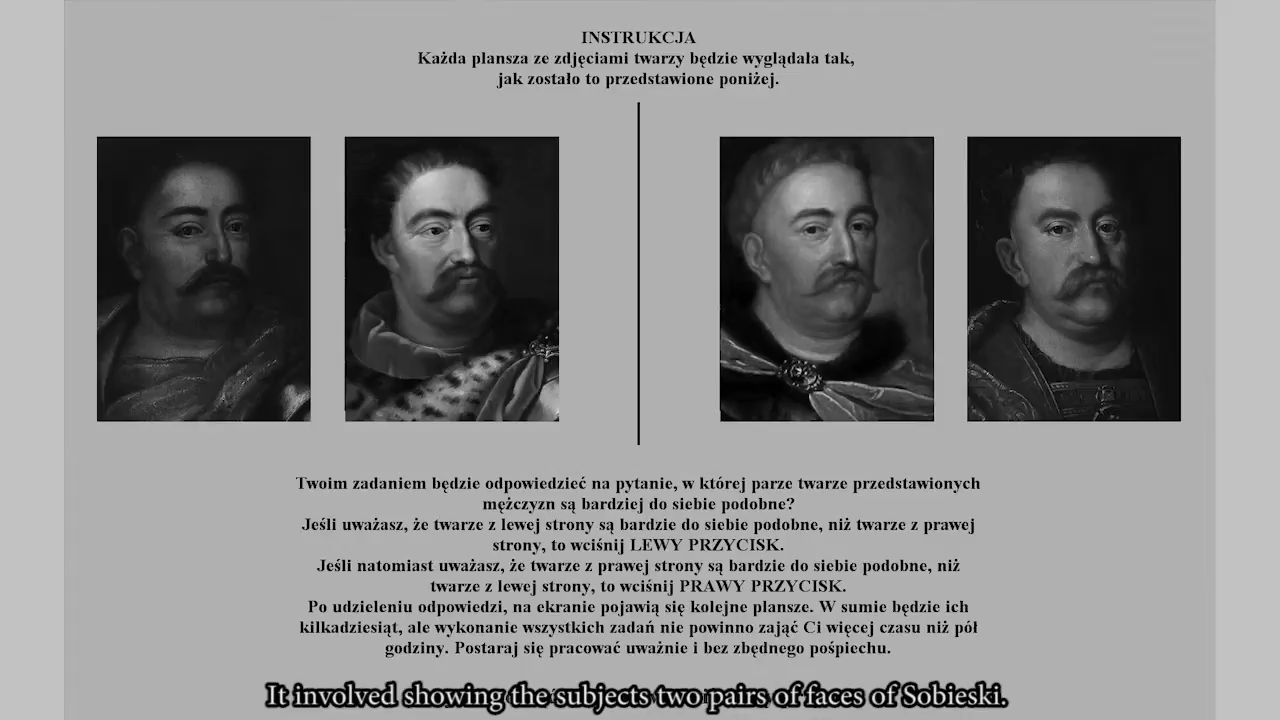 INSTRUKCJA
Każda plansza ze zdjęciami twarzy będzie wyglądała tak,
jak zostało to przedstawione poniżej.
Twoim zadaniem będzie odpowiedzieć na pytanie, w której parze twarze przedstawionych
mężczyzn są bardziej do siebie podobne?
Jeśli uważasz, że twarze z lewej strony są bardzie do siebie podobne, niż twarze z prawej
strony, to wciśnij LEWY PRZYCISK.
Jeśli natomiast uważasz, że twarze z prawej strony są bardzie do siebie podobne, niż
twarze z lewej strony, to wciśnij PRAWY PRZYCISK.
Po udzieleniu odpowiedzi, na ekranie pojawią się kolejne plansze. W sumie będzie ich
kilkadziesiąt, ale wykonanie wszystkich zadań nie powinno zająć Ci więcej czasu niż pół
godziny. Postaraj się pracować uważnie i bez zbędnego pośpiechu.
It involved showing the subjects two pairs of faces of Sobieski.